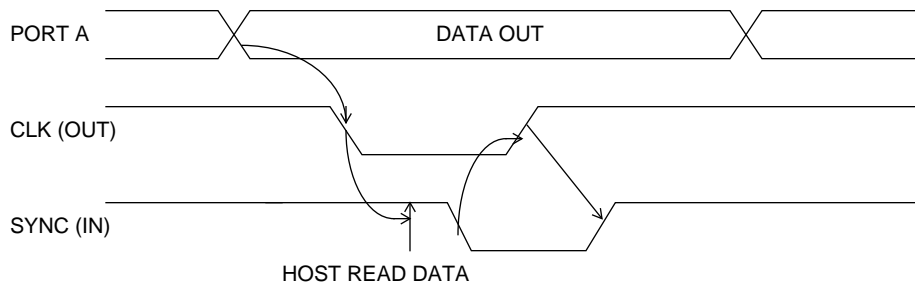 PORT A
DATA OUT
CLK (OUT)
SYNC (IN)
HOST READ DATA